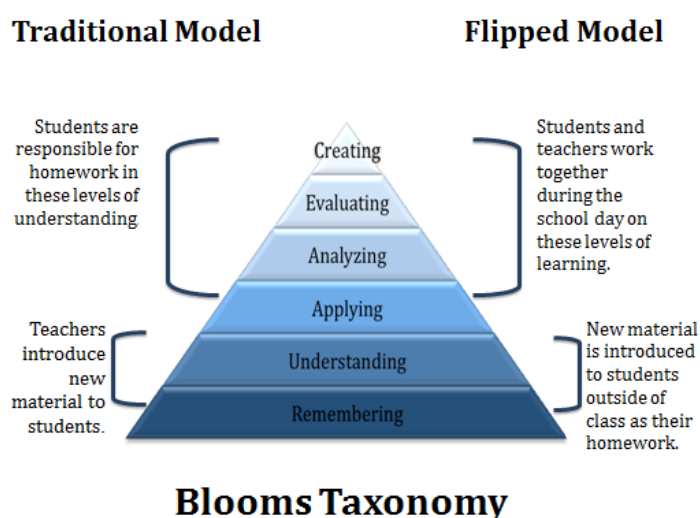 Traditional Model
Flipped Model
Students are
responsible for
homework in
these levels of
understanding
Creating
Evaluating
Analyzing
Applying
Understanding
Remembering
Students and
teachers work
together
during the
school day on
these levels of
learning.
Teachers
introduce
new
material to
students.
New material
is introduced
to students
outside of
class as their
homework.
Blooms Taxonomy